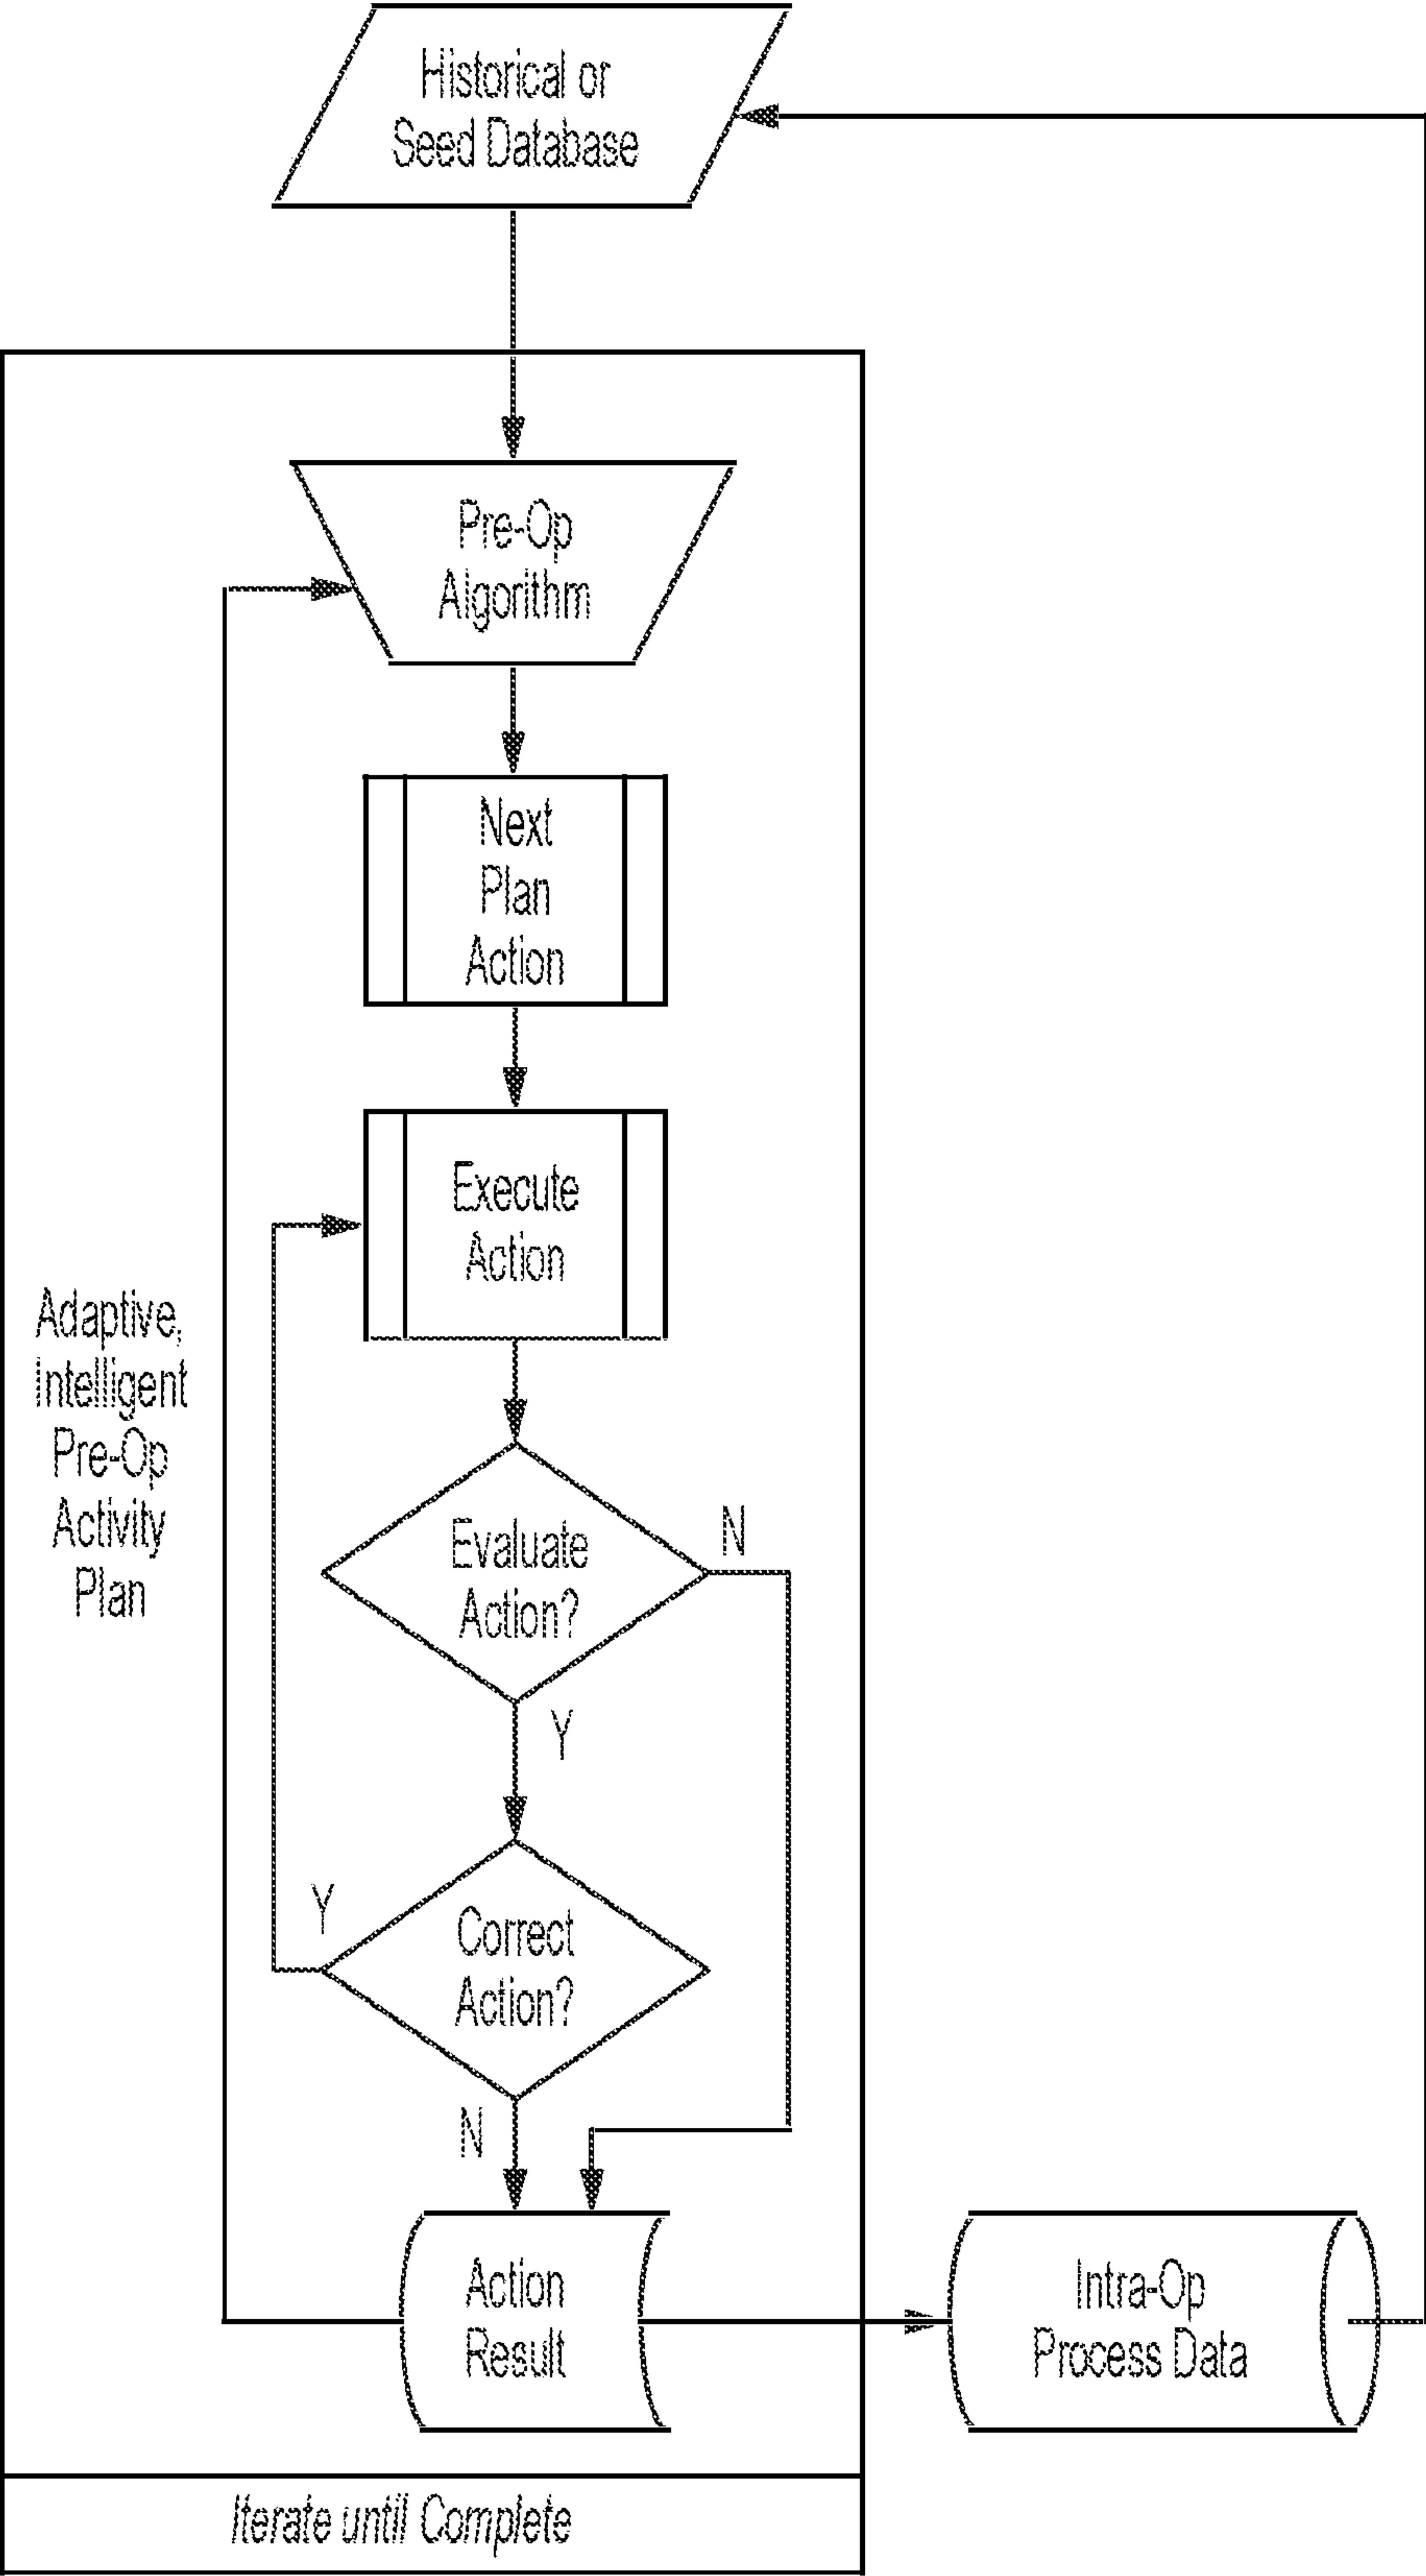 Historical or
Seed Database
Pre-Op
Algorithm
Next
Plan
Action
Execute
Action
Adaptive,
Intelligent
Pre-Op
Activity
Plan
Evaluate
Action?
N
Y
Correct
Action?
Y
N
Action
Result
Intra-Op
Process Data
Iterate until Complete